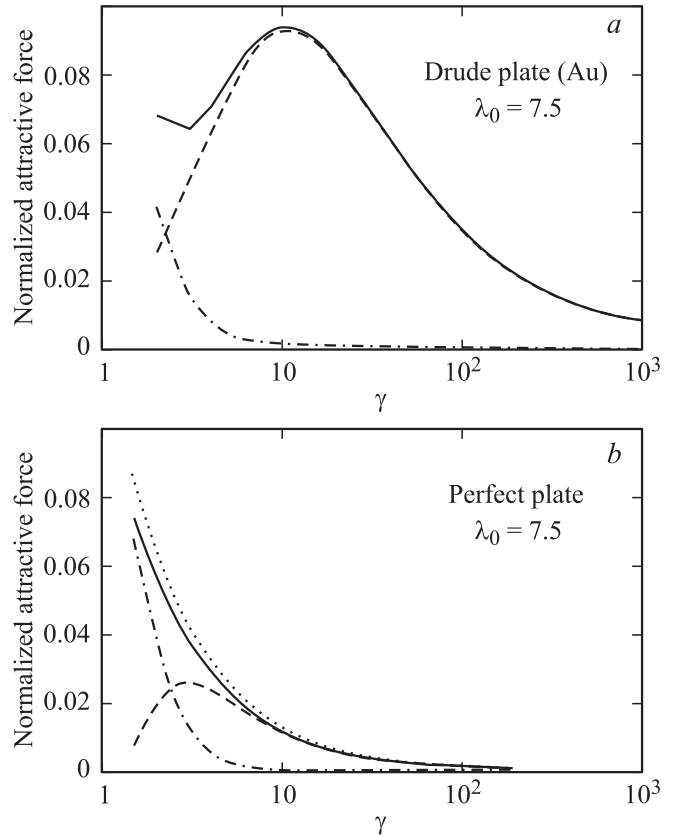 a
Normalized attractive force
0.08
0.06
0.04
0.02
0
Drude plate (Au)
λ₀ = 7.5
1
10
10²
10³
γ
b
Normalized attractive force
0.08
0.06
0.04
0.02
0
Perfect plate
λ₀ = 7.5
1
10
10²
10³
γ